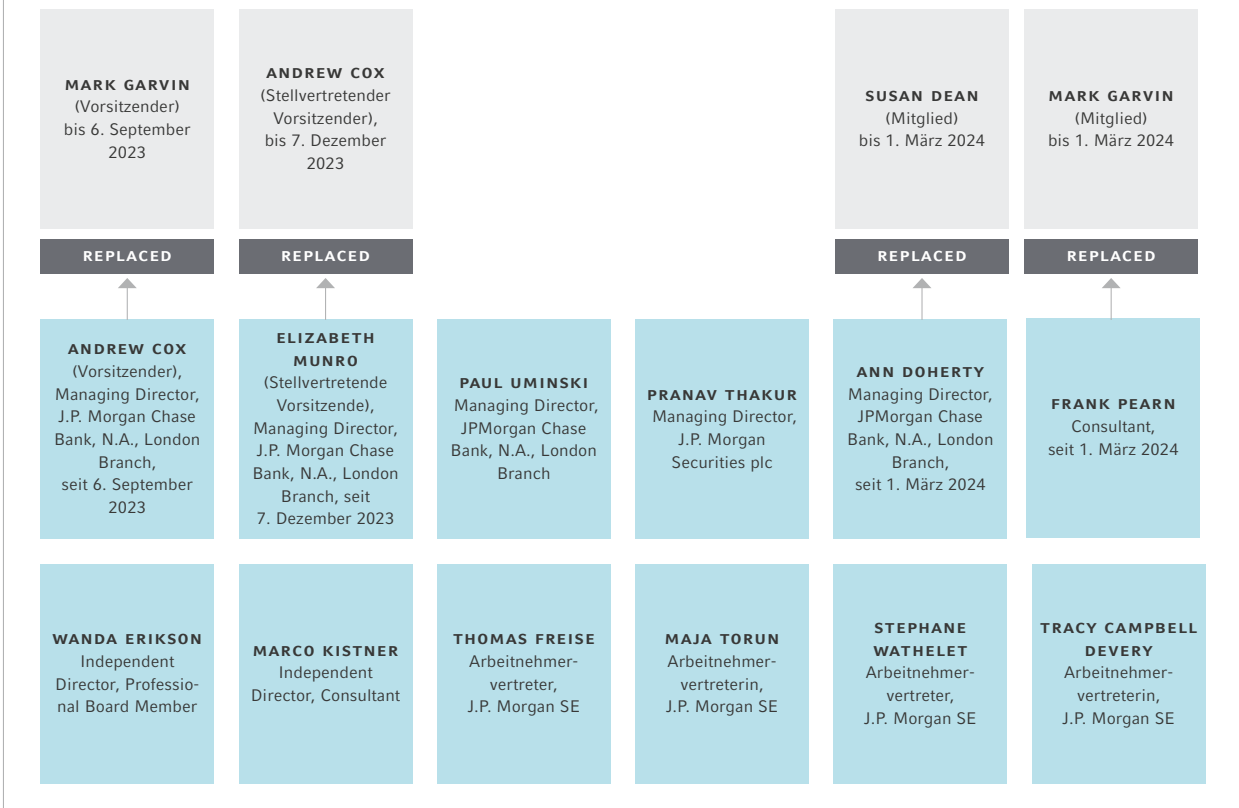 MARK GARVIN
(Vorsitzender)
bis 6. September
2023
ANDREW COX
(Stellvertretender
Vorsitzender),
bis 7. Dezember
2023
SUSAN DEAN
(Mitglied)
bis 1. März 2024
MARK GARVIN
(Mitglied)
bis 1. März 2024
REPLACED
REPLACED
REPLACED
REPLACED
ANDREW COX
(Vorsitzender),
Managing Director,
J.P. Morgan Chase
Bank, N.A., London
Branch,
seit 6. September
2023
ELIZABETH
MUNRO
(Stellvertretende
Vorsitzende),
Managing Director,
J.P. Morgan Chase
Bank, N.A., London
Branch, seit
7. Dezember 2023
PAUL UMINSKI
Managing Director,
JPMorgan Chase
Bank, N.A., London
Branch
PRANAV THAKUR
Managing Director,
J.P. Morgan
Securities plc
ANN DOHERTY
Managing Director,
JPMorgan Chase
Bank, N.A., London
Branch,
seit 1. März 2024
FRANK PEARN
Consultant,
seit 1. März 2024
WANDA ERIKSON
Independent
Director, Professio-
nal Board Member
MARCO KISTNER
Independent
Director, Consultant
THOMAS FREISE
Arbeitnehmer-
vertreter,
J.P. Morgan SE
MAJA TORUN
Arbeitnehmer-
vertreterin,
J.P. Morgan SE
STEPHANE
WATHELET
Arbeitnehmer-
vertreter,
J.P. Morgan SE
TRACY CAMPBELL
DEVERY
Arbeitnehmer-
vertreterin,
J.P. Morgan SE